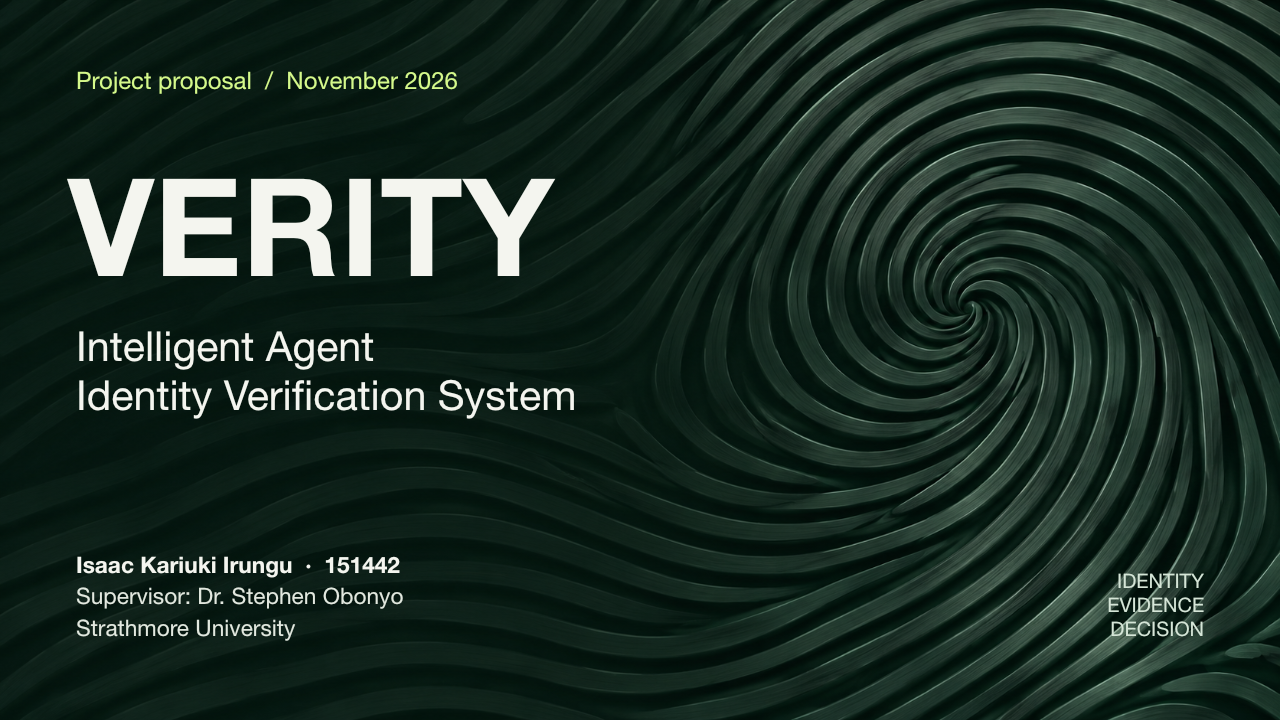 Project proposal / November 2026
VERITY
Intelligent Agent
Identity Verification System
Isaac Kariuki Irungu · 151442
Supervisor: Dr. Stephen Obonyo
Strathmore University
IDENTITY
EVIDENCE
DECISION